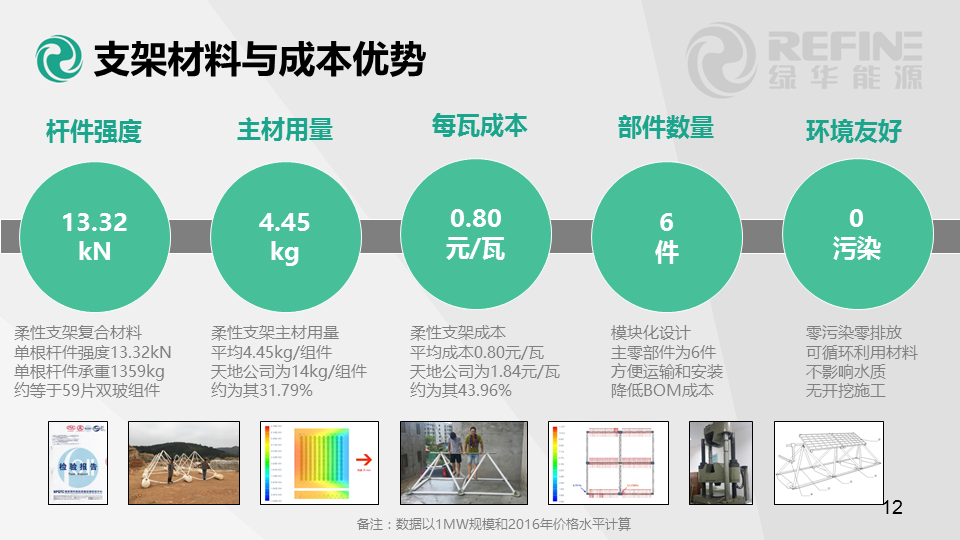 支架材料与成本优势
REFINE
绿华能源
杆件强度
主材用量
每瓦成本
部件数量
环境友好
13.32
kN
4.45
kg
0.80
元/瓦
6
件
0
污染
柔性支架复合材料
单根杆件强度13.32kN
单根杆件承重1359kg
约等于59片双玻组件
柔性支架主材用量
平均4.45kg/组件
天地公司为14kg/组件
约为其31.79%
柔性支架成本
平均成本0.80元/瓦
天地公司为1.84元/瓦
约为其43.96%
模块化设计
主零部件为6件
方便运输和安装
降低BOM成本
零污染零排放
可循环利用材料
不影响水质
无开挖施工
检验报告
12
备注：数据以1MW规模和2016年价格水平计算